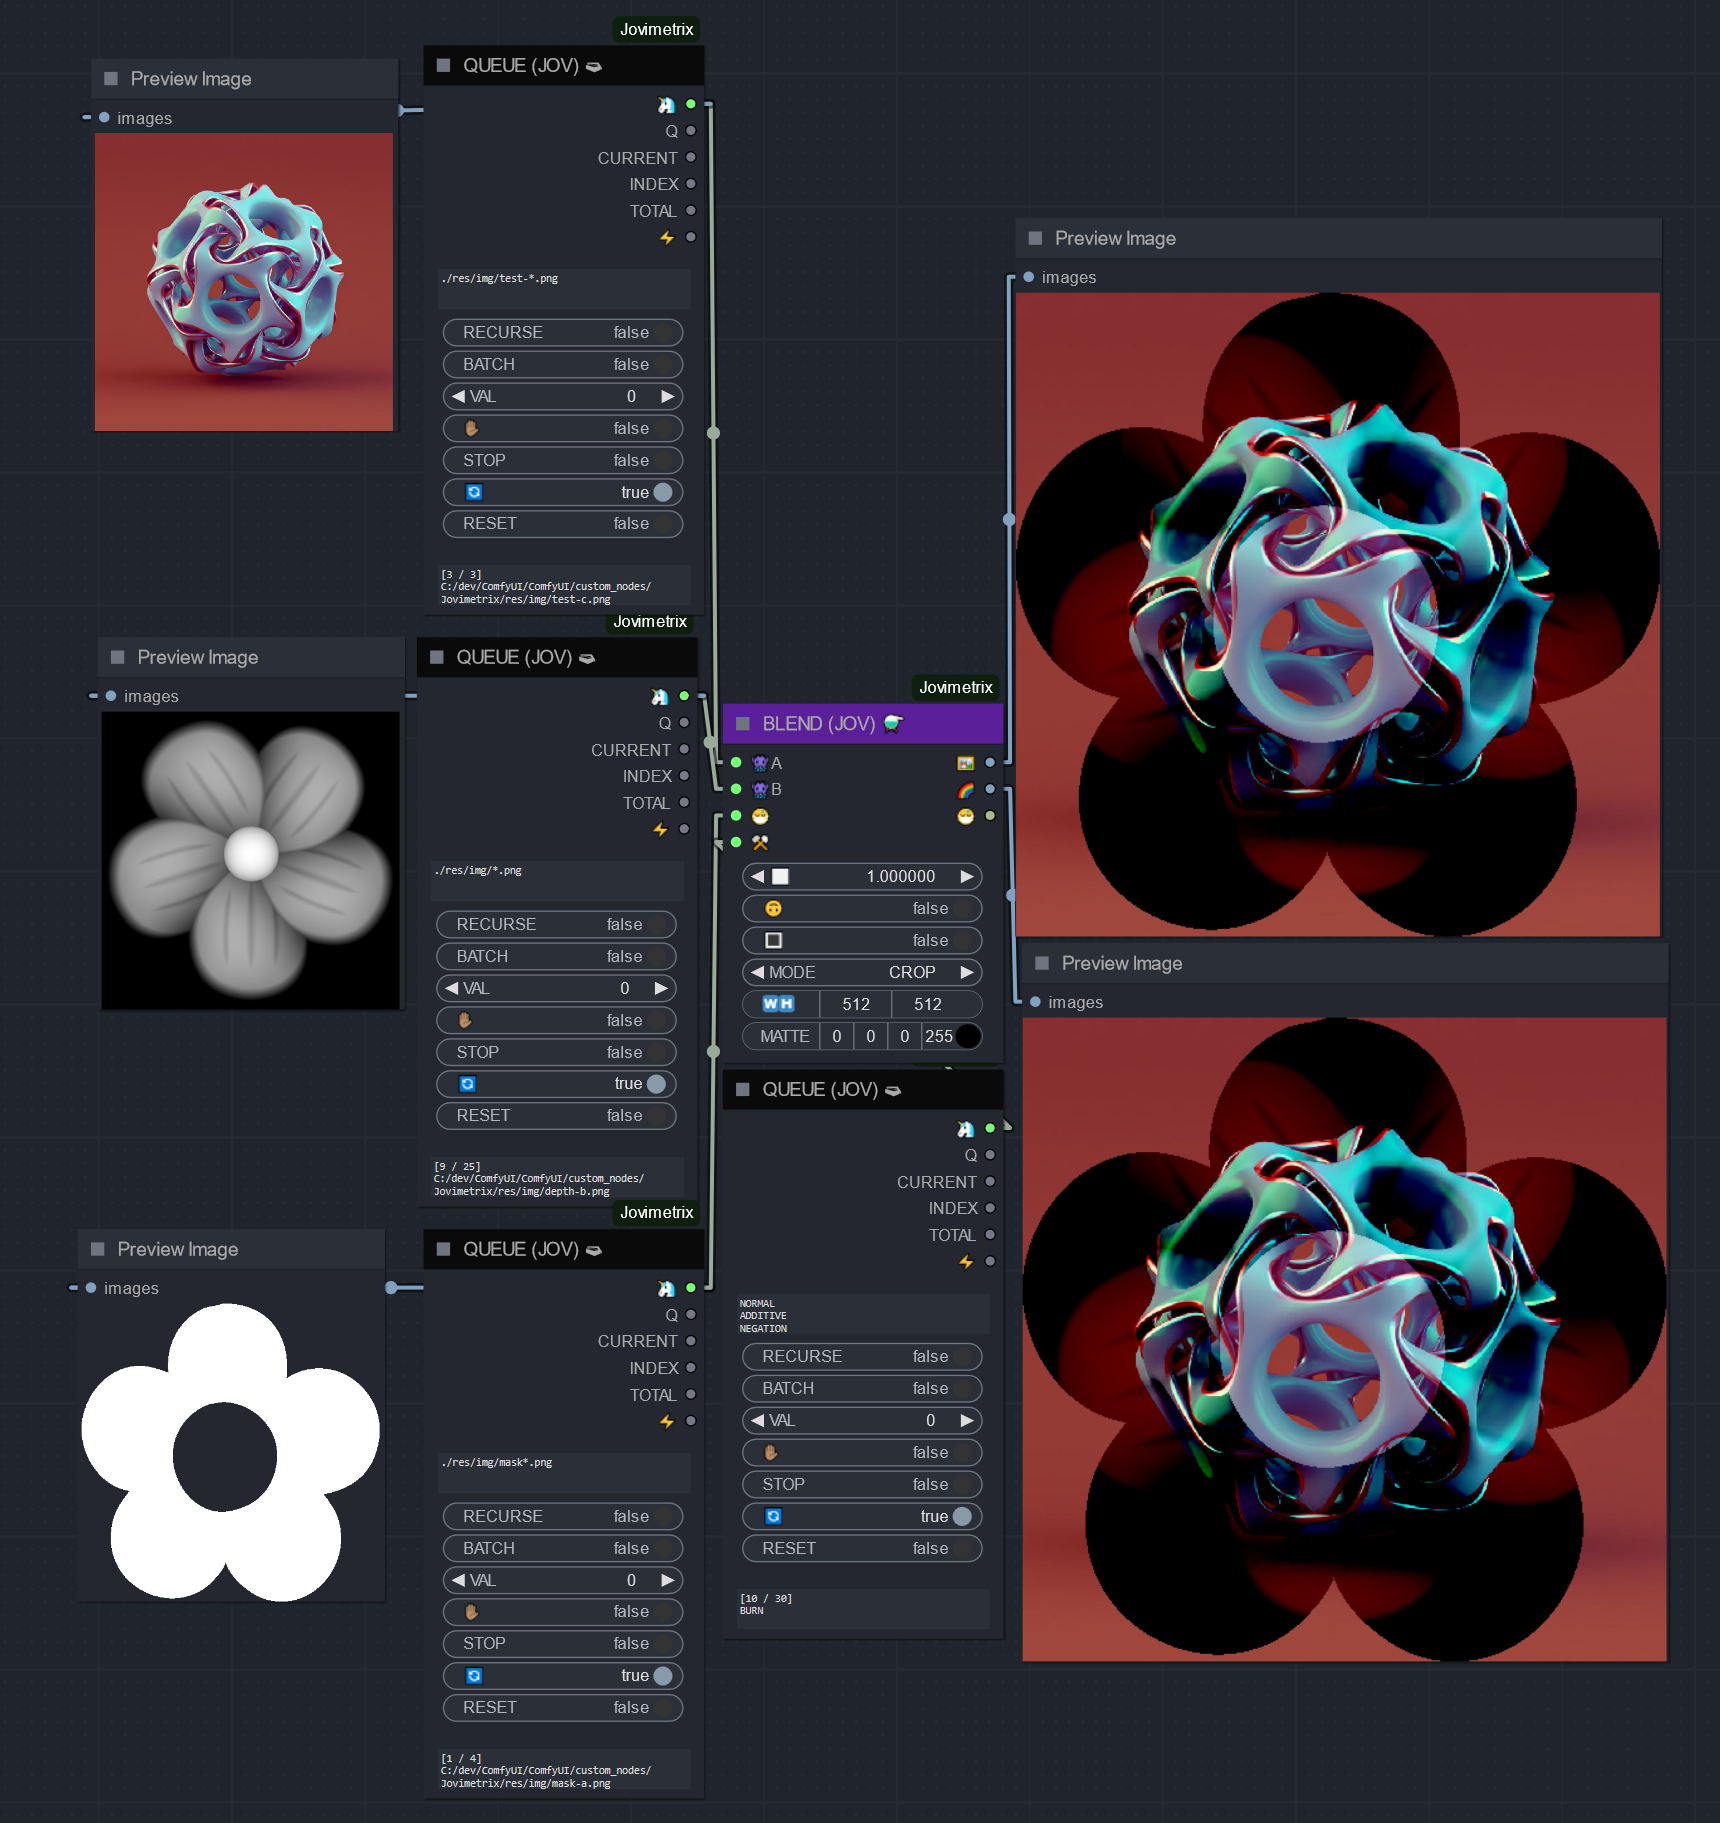 Jovimetrix
Preview Image
images
QUEUE (JOV)
Q
CURRENT
INDEX
TOTAL
./res/img/test-*.png
RECURSE false
BATCH false
VAL 0
false
STOP false
true
RESET false
[3 / 3]
C:/dev/ComfyUI/ComfyUI/custom_nodes/
Jovimetrix/res/img/test-c.png
Jovimetrix
Preview Image
images
QUEUE (JOV)
Q
CURRENT
INDEX
TOTAL
./res/img/*.png
RECURSE false
BATCH false
VAL 0
false
STOP false
true
RESET false
[9 / 25]
C:/dev/ComfyUI/ComfyUI/custom_nodes/
Jovimetrix/res/img/depth-b.png
Jovimetrix
Preview Image
images
QUEUE (JOV)
Q
CURRENT
INDEX
TOTAL
./res/img/mask*.png
RECURSE false
BATCH false
VAL 0
false
STOP false
true
RESET false
[1 / 4]
C:/dev/ComfyUI/ComfyUI/custom_nodes/
Jovimetrix/res/img/mask-a.png
Jovimetrix
BLEND (JOV)
A
B
1.000000
false
false
MODE CROP
WH 512 512
MATTE 0 0 0 255
QUEUE (JOV)
Q
CURRENT
INDEX
TOTAL
NORMAL
ADDITIVE
NEGATION
RECURSE false
BATCH false
VAL 0
false
STOP false
true
RESET false
[10 / 30]
BURN
Preview Image
images
Preview Image
images